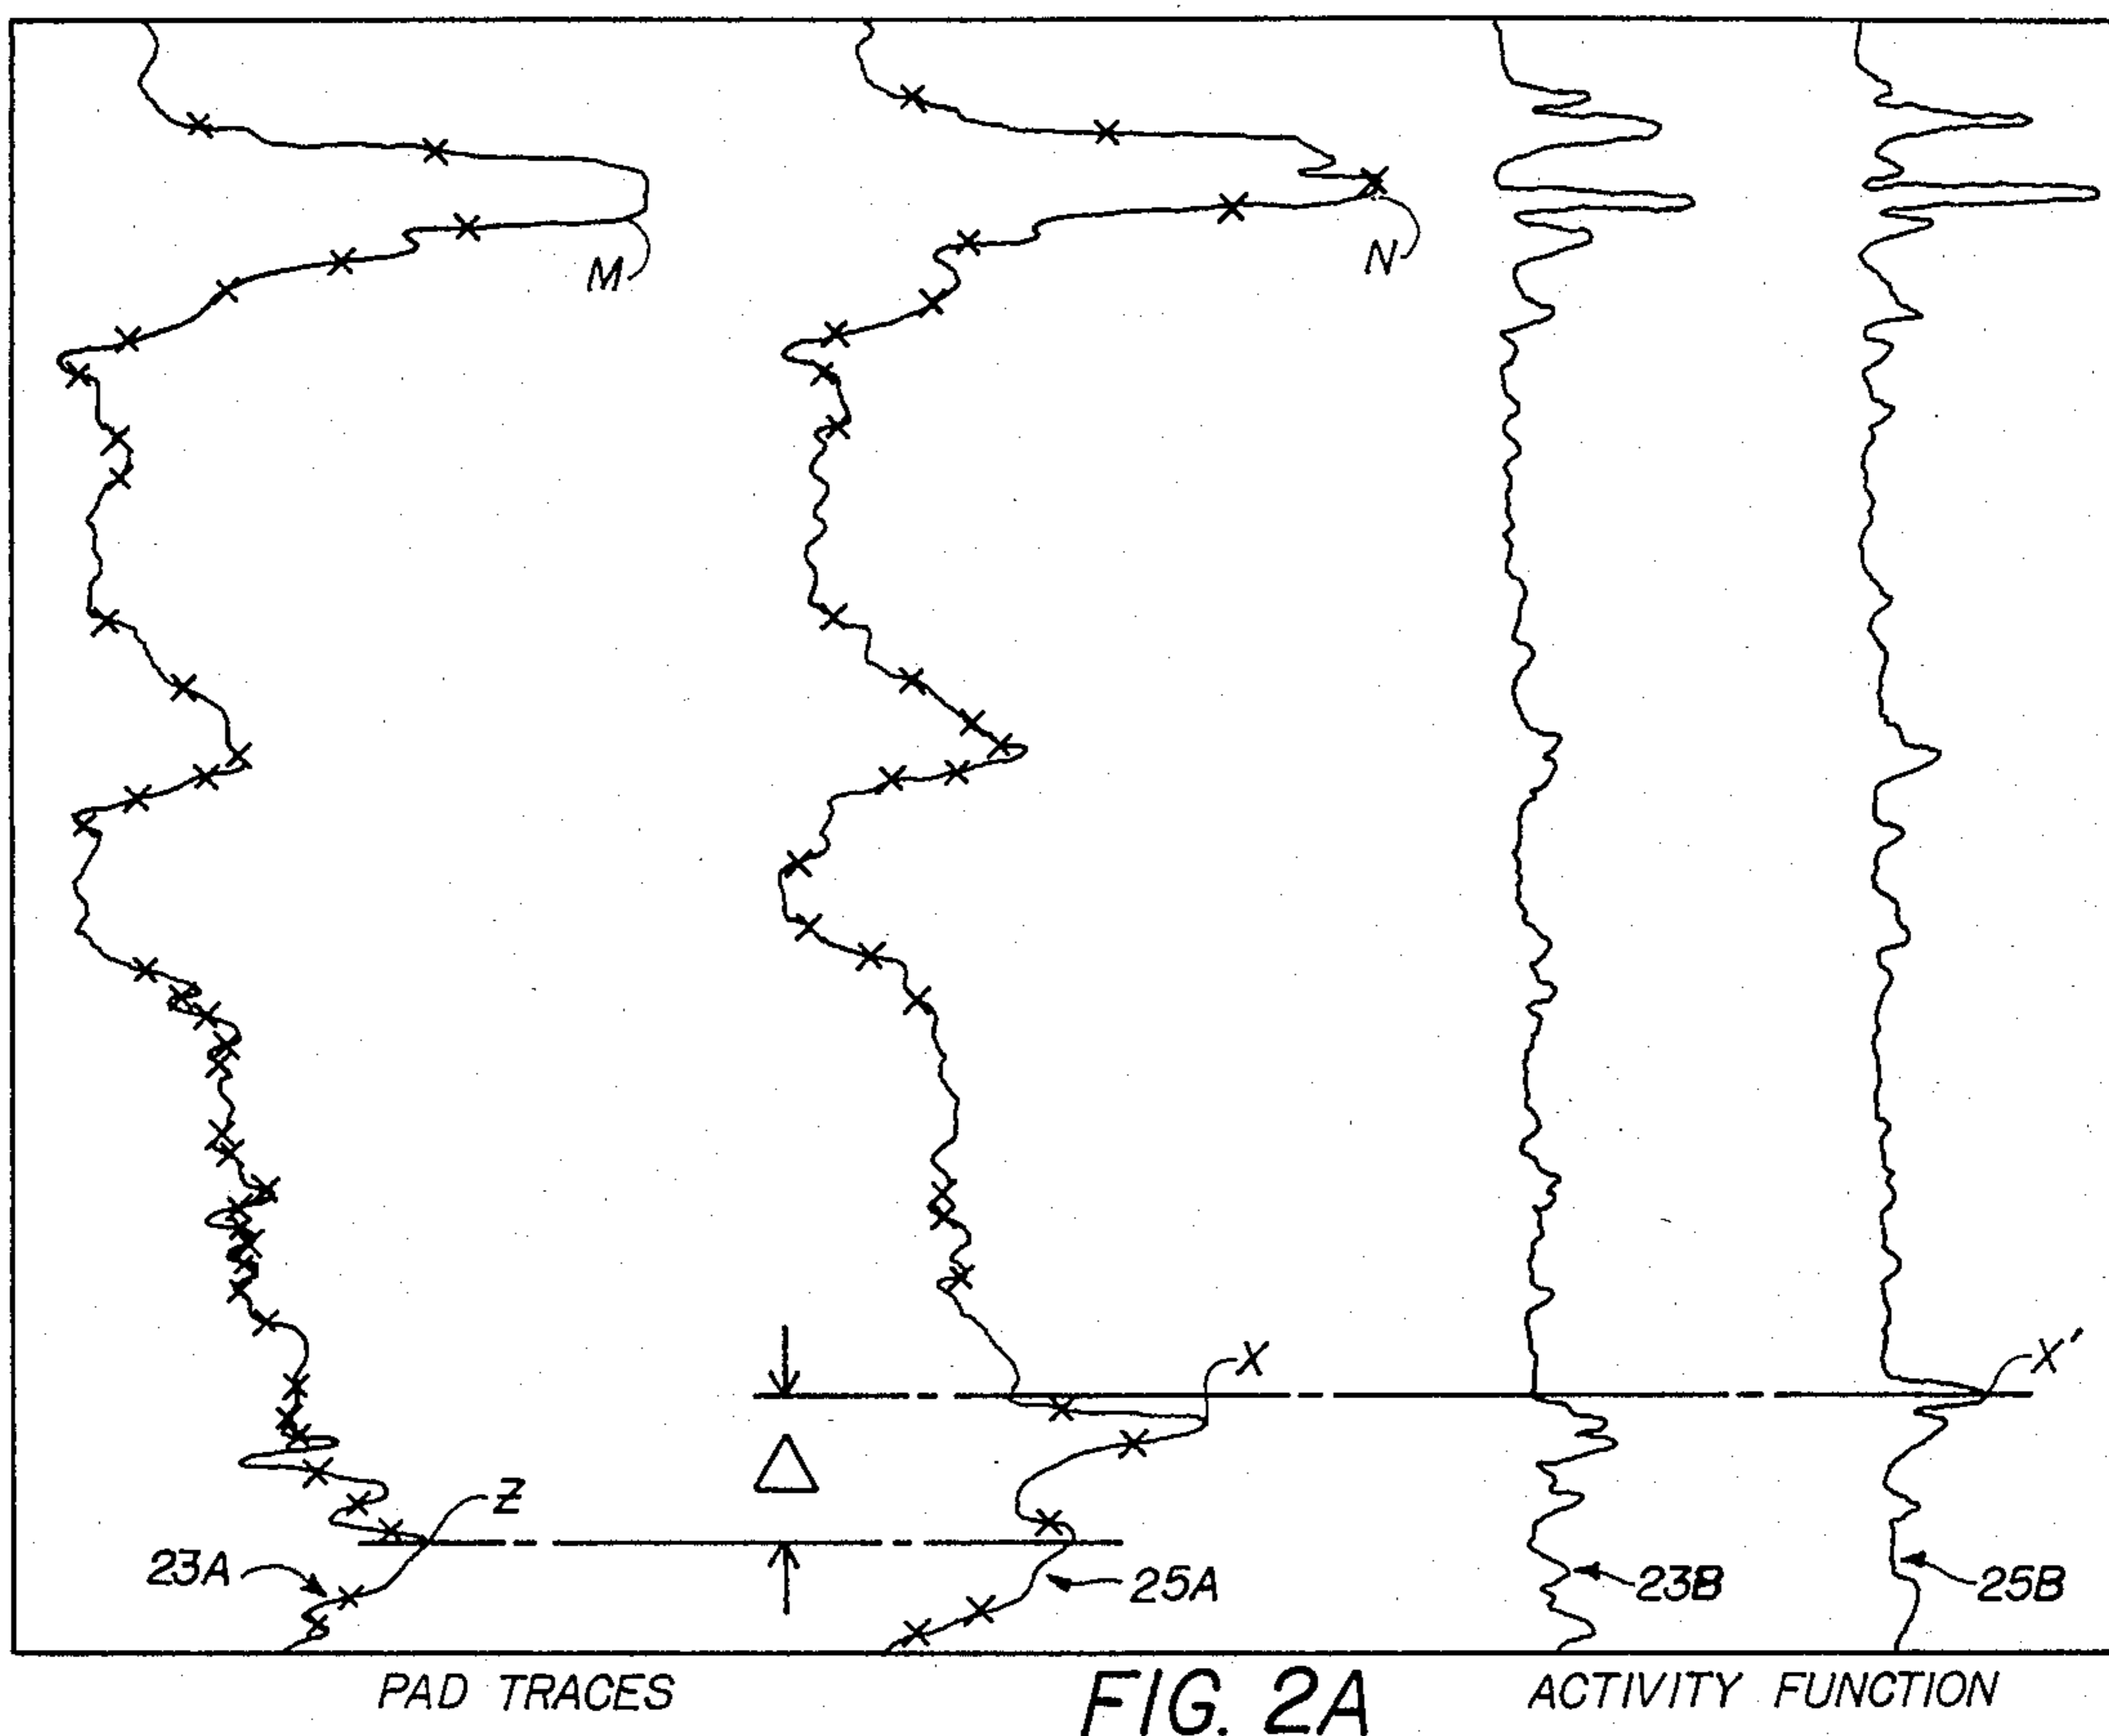 M
N
X
X'
Z
Δ
23A
25A
23B
25B
PAD TRACES
ACTIVITY FUNCTION
FIG. 2A